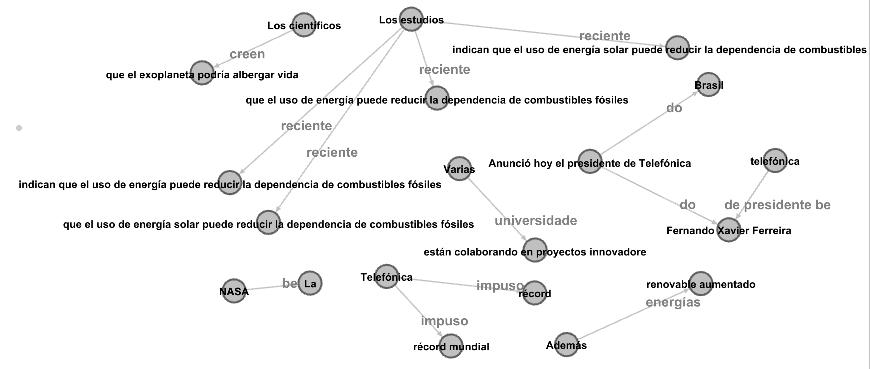 Los científicos
Los estudios
reciente
creen
indican que el uso de energía solar puede reducir la dependencia de combustibles
que el exoplaneta podría albergar vida
reciente
Brasil
que el uso de energía puede reducir la dependencia de combustibles fósiles
do
reciente
reciente
Varias
Anunció hoy el presidente de Telefónica
telefónica
indican que el uso de energía puede reducir la dependencia de combustibles fósiles
do
de presidente be
que el uso de energía solar puede reducir la dependencia de combustibles fósiles
universidade
Fernando Xavier Ferreira
están colaborando en proyectos innovadore
Telefónica
NASA
be
La
impuso
récord
renovable aumentado
energías
impuso
récord mundial
Además